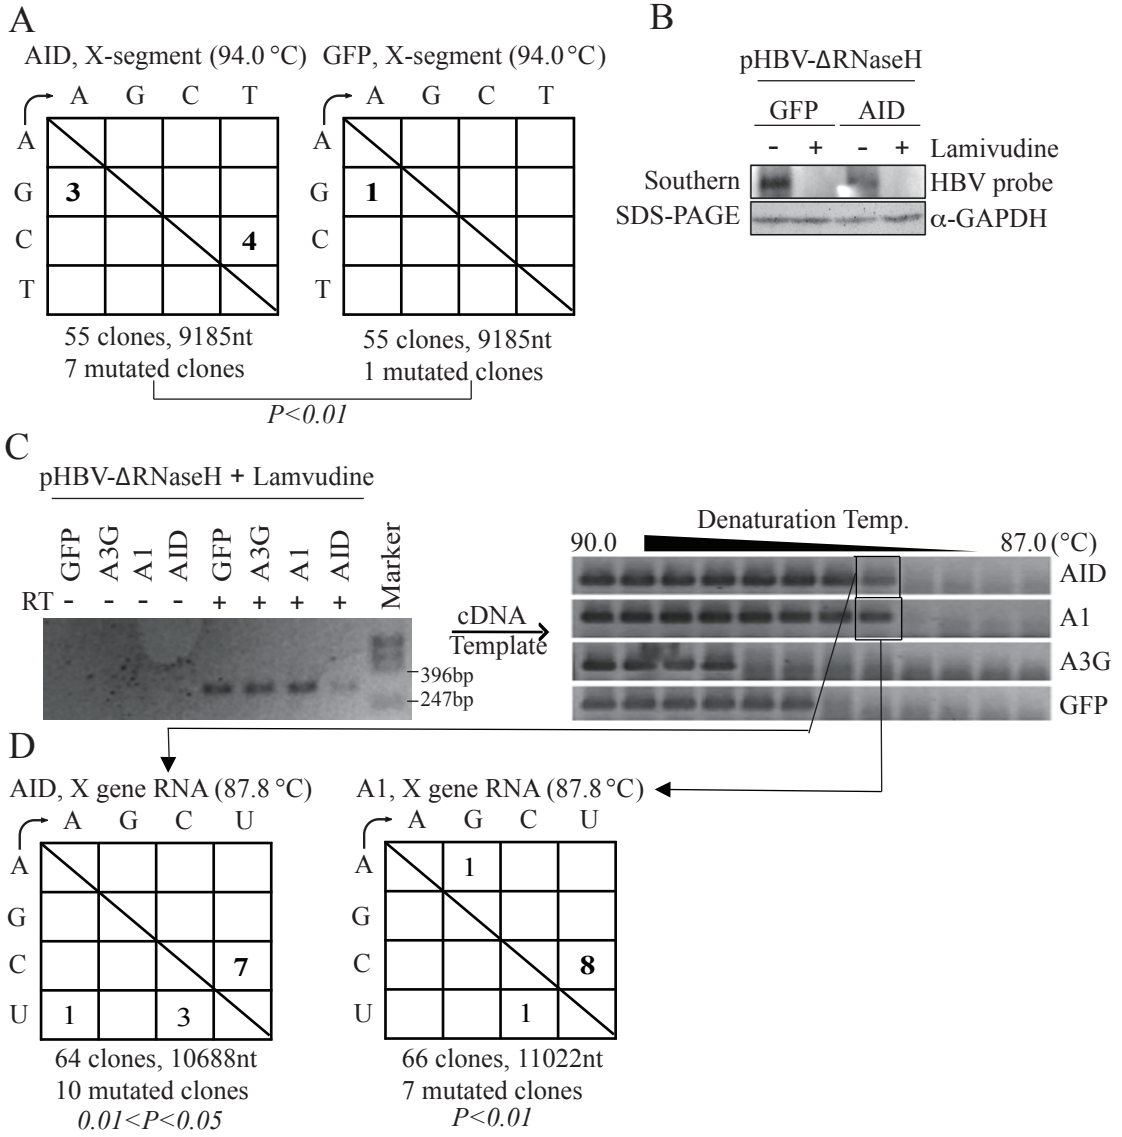 A
AID, X-segment (94.0 °C)
A G C T
A
G 3
C 4
T
55 clones, 9185nt
7 mutated clones
GFP, X-segment (94.0 °C)
A G C T
A
G 1
C
T
55 clones, 9185nt
1 mutated clones
P<0.01
B
pHBV-ΔRNaseH
GFP AID
- + - + Lamivudine
Southern HBV probe
SDS-PAGE α-GAPDH
C
pHBV-ΔRNaseH + Lamvudine
GFP A3G A1 AID GFP A3G A1 AID Marker
RT - - - - + + + +
396bp
247bp
cDNA
Template
Denaturation Temp.
90.0 87.0 (°C)
AID
A1
A3G
GFP
D
AID, X gene RNA (87.8 °C)
A G C U
A
G
C 7
U 1 3
64 clones, 10688nt
10 mutated clones
0.01<P<0.05
A1, X gene RNA (87.8 °C)
A G C U
A 1
G
C 8
U 1
66 clones, 11022nt
7 mutated clones
P<0.01